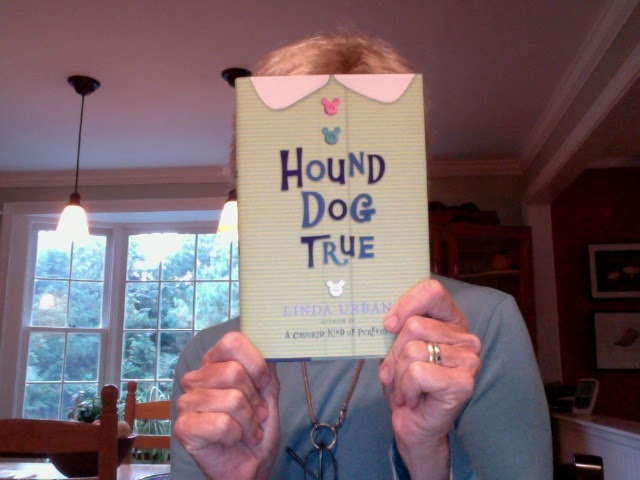 HOUND
DOG
TRUE
LINDA URBAN
AUTHOR OF
A CROOKED KIND OF PERFECT